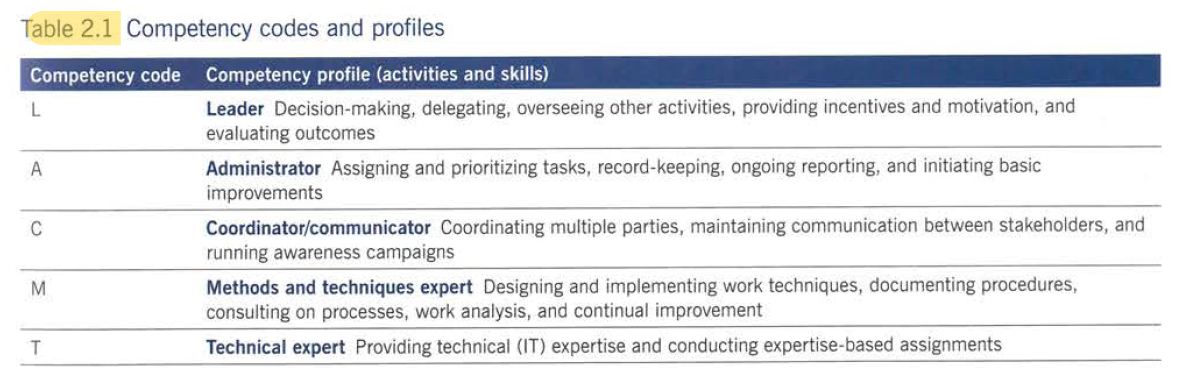 Table 2.1 Competency codes and profiles
Competency code Competency profile (activities and skills)
L Leader Decision-making, delegating, overseeing other activities, providing incentives and motivation, and
evaluating outcomes
A Administrator Assigning and prioritizing tasks, record-keeping, ongoing reporting, and initiating basic
improvements
C Coordinator/communicator Coordinating multiple parties, maintaining communication between stakeholders, and
running awareness campaigns
M Methods and techniques expert Designing and implementing work techniques, documenting procedures,
consulting on processes, work analysis, and continual improvement
T Technical expert Providing technical (IT) expertise and conducting expertise-based assignments